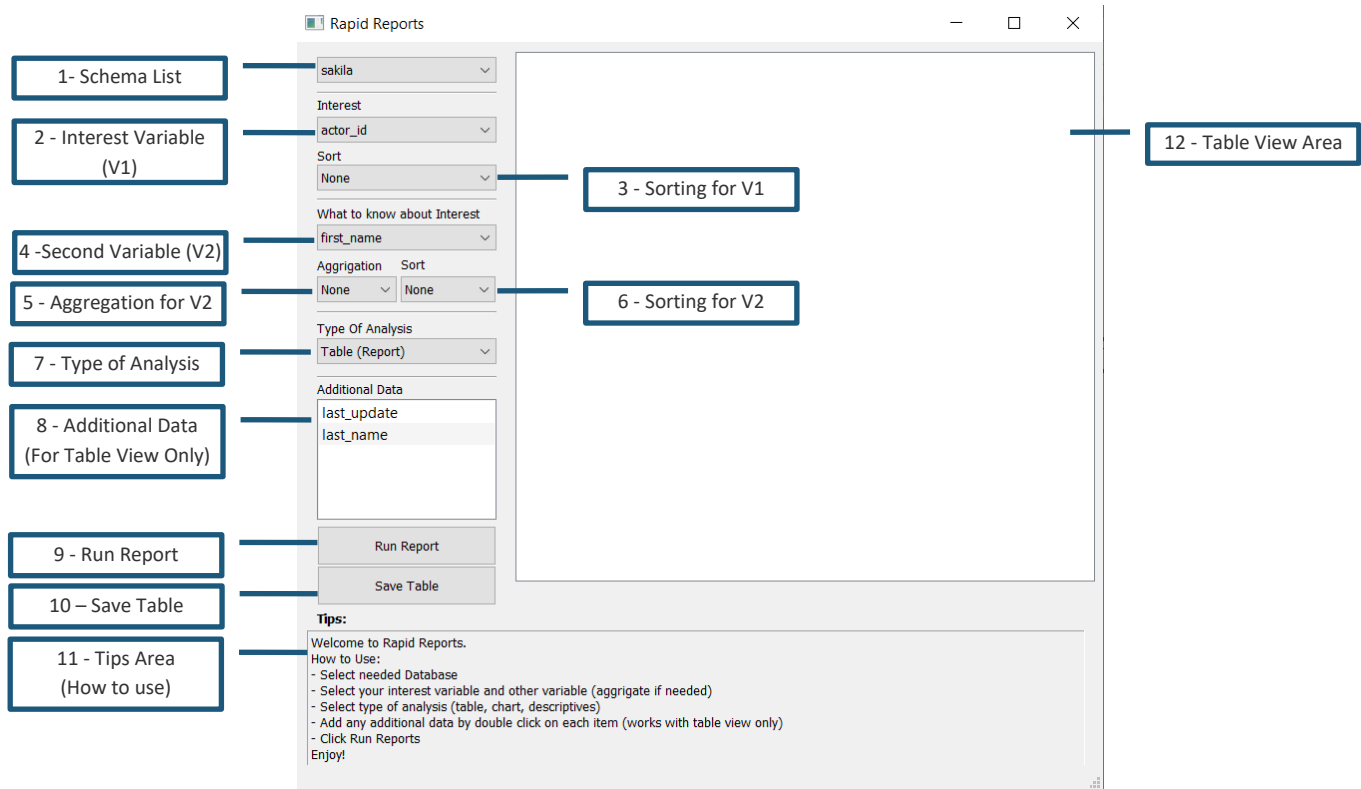 Rapid Reports
1- Schema List
sakila
Interest
2 - Interest Variable
(V1)
actor_id
12 - Table View Area
Sort
None
3 - Sorting for V1
What to know about Interest
4 -Second Variable (V2)
first_name
Aggrigation Sort
5 - Aggregation for V2
None None
6 - Sorting for V2
Type Of Analysis
7 - Type of Analysis
Table (Report)
Additional Data
8 - Additional Data
(For Table View Only)
last_update
last_name
9 - Run Report
Run Report
10 – Save Table
Save Table
Tips:
11 - Tips Area
(How to use)
Welcome to Rapid Reports.
How to Use:
- Select needed Database
- Select your interest variable and other variable (aggrigate if needed)
- Select type of analysis (table, chart, descriptives)
- Add any additional data by double click on each item (works with table view only)
- Click Run Reports
Enjoy!